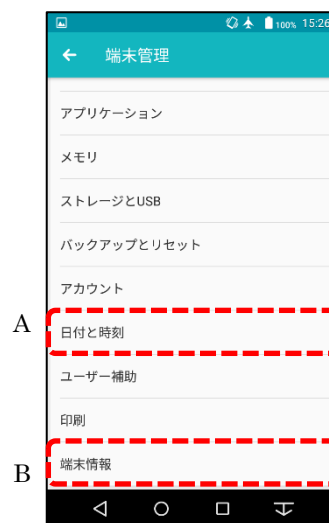 100% 15:26
端末管理
アプリケーション
メモリ
ストレージとUSB
バックアップとリセット
アカウント
A
日付と時刻
ユーザー補助
印刷
B
端末情報